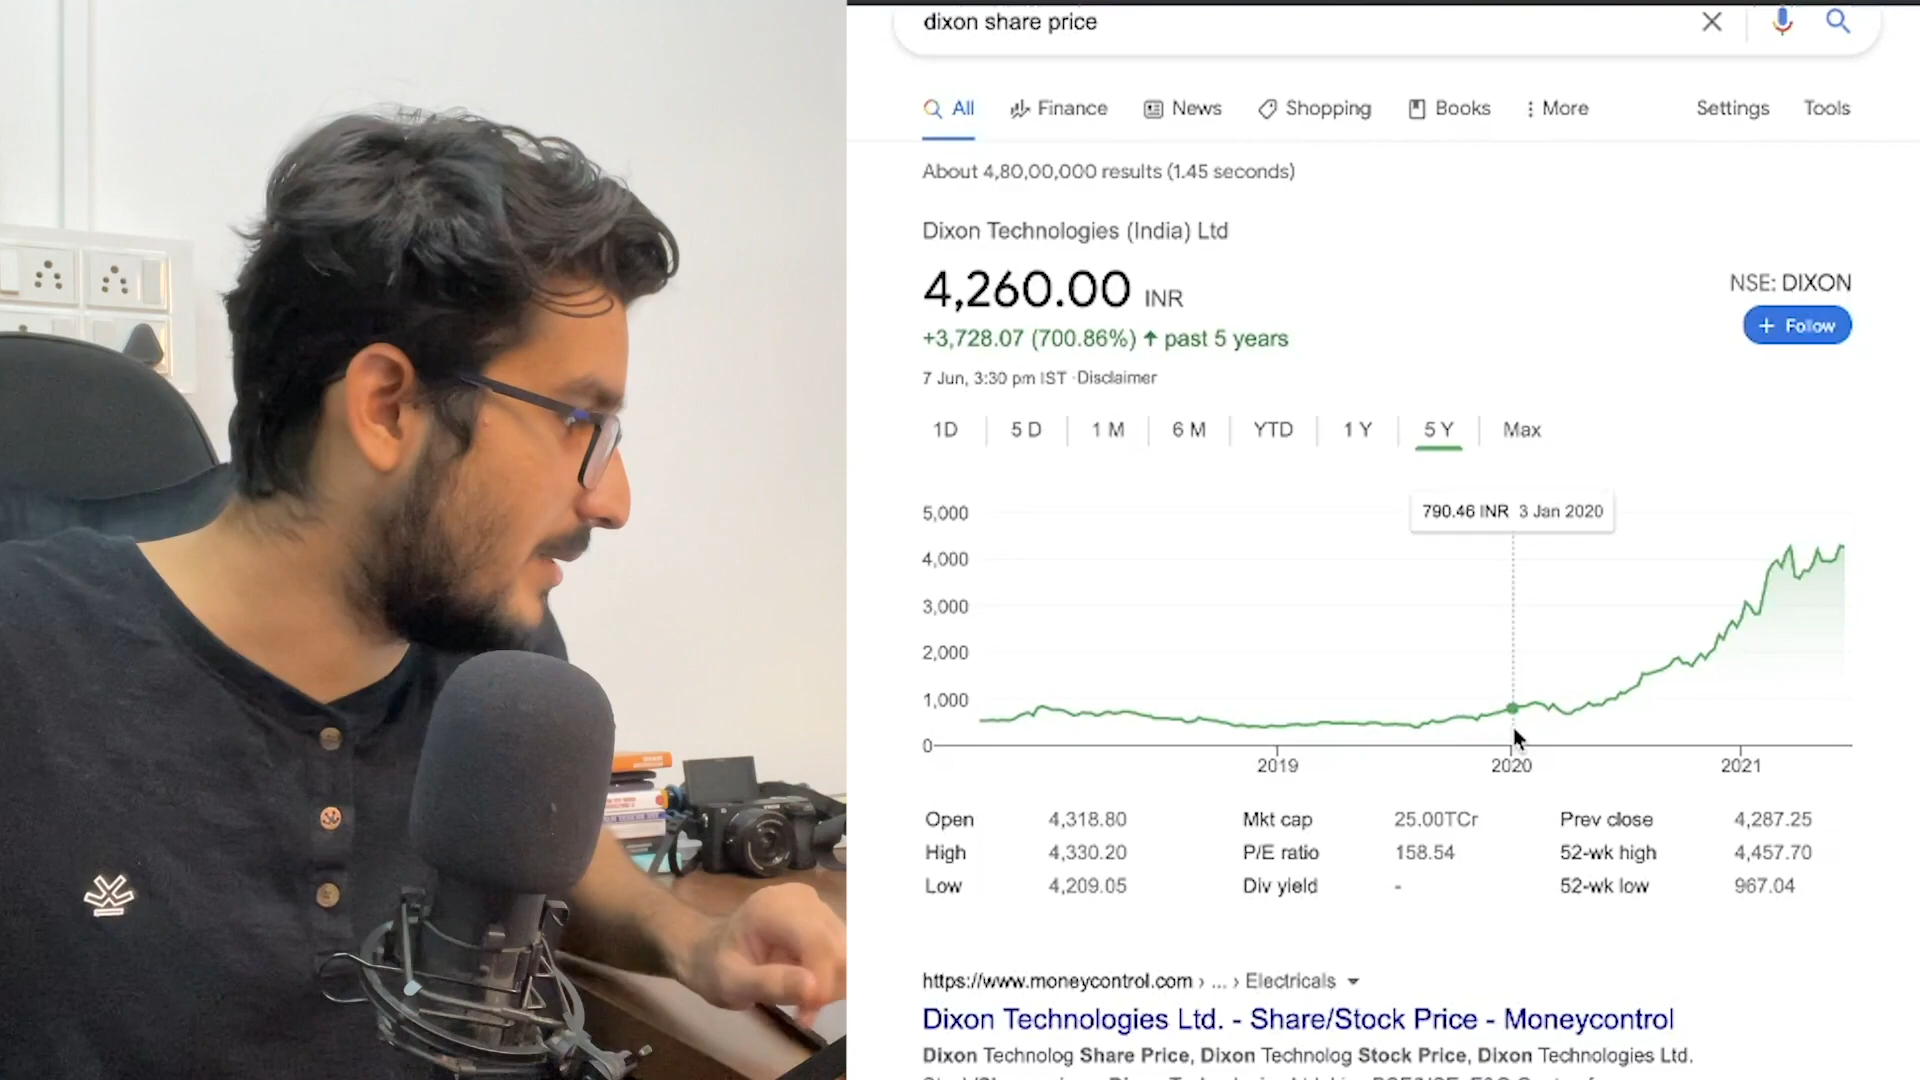 dixon share price
All Finance News Shopping Books More Settings Tools
About 4,80,00,000 results (1.45 seconds)
Dixon Technologies (India) Ltd
4,260.00 INR
NSE: DIXON
+ Follow
+3,728.07 (700.86%) ↑ past 5 years
7 Jun, 3:30 pm IST · Disclaimer
1D 5D 1M 6M YTD 1Y 5Y Max
790.46 INR 3 Jan 2020
5,000
4,000
3,000
2,000
1,000
0
2019 2020 2021
Open 4,318.80 Mkt cap 25.00TCr Prev close 4,287.25
High 4,330.20 P/E ratio 158.54 52-wk high 4,457.70
Low 4,209.05 Div yield - 52-wk low 967.04
https://www.moneycontrol.com › ... › Electricals
Dixon Technologies Ltd. - Share/Stock Price - Moneycontrol
Dixon Technolog Share Price, Dixon Technolog Stock Price, Dixon Technologies Ltd.